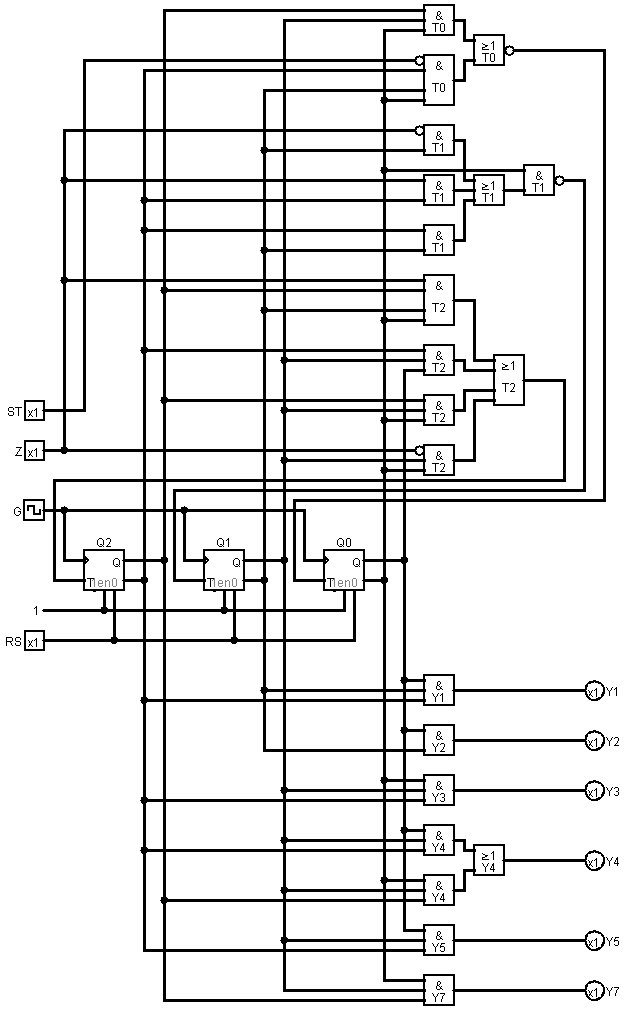 &
T0
≥1
T0
&
T0
&
T1
&
T1
≥1
T1
&
T1
&
T1
&
T2
&
T2
≥1
T2
&
T2
ST x1
Z x1
&
T2
G
Q2
Q1
Q0
Q
Q
Q
T en0
T en0
T en0
1
RS x1
&
Y1
x1 Y1
&
Y2
x1 Y2
&
Y3
x1 Y3
&
Y4
≥1
Y4
x1 Y4
&
Y4
&
Y5
x1 Y5
&
Y7
x1 Y7